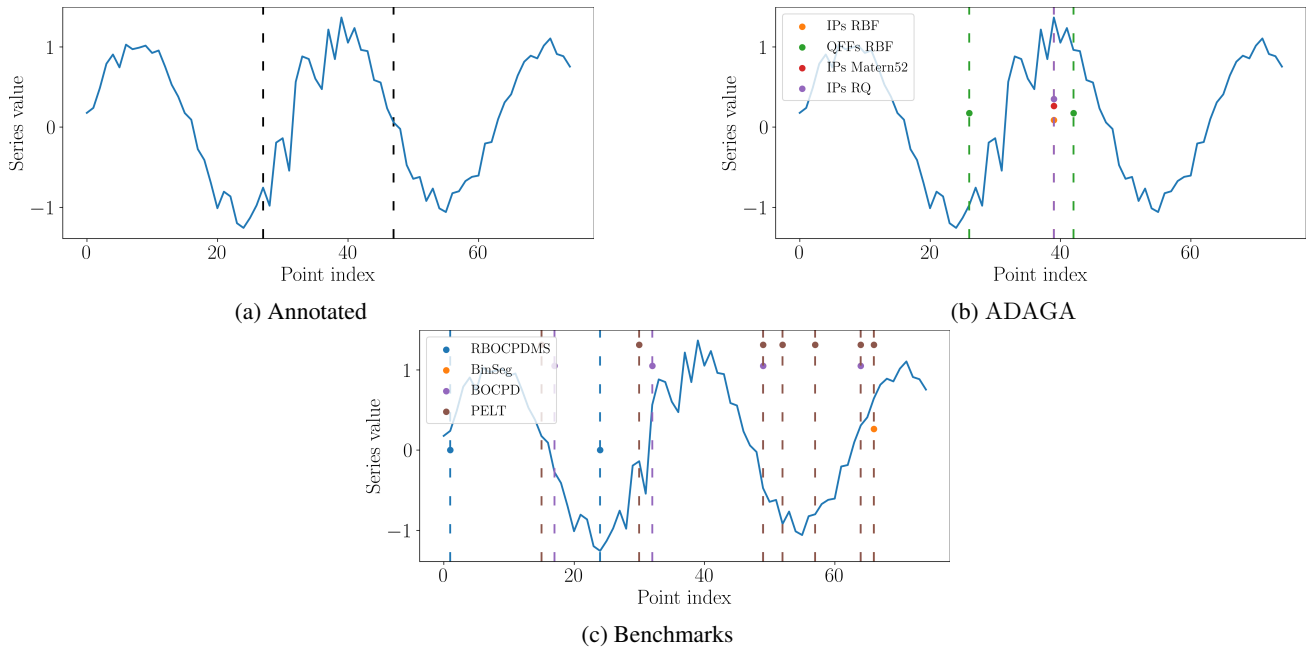 Series value
1
0
−1
0
20
40
60
Point index
(a) Annotated
Series value
1
0
−1
IPs RBF
QFFs RBF
IPs Matern52
IPs RQ
0
20
40
60
Point index
(b) ADAGA
Series value
1
0
−1
RBOCPDMS
BinSeg
BOCPD
PELT
0
20
40
60
Point index
(c) Benchmarks